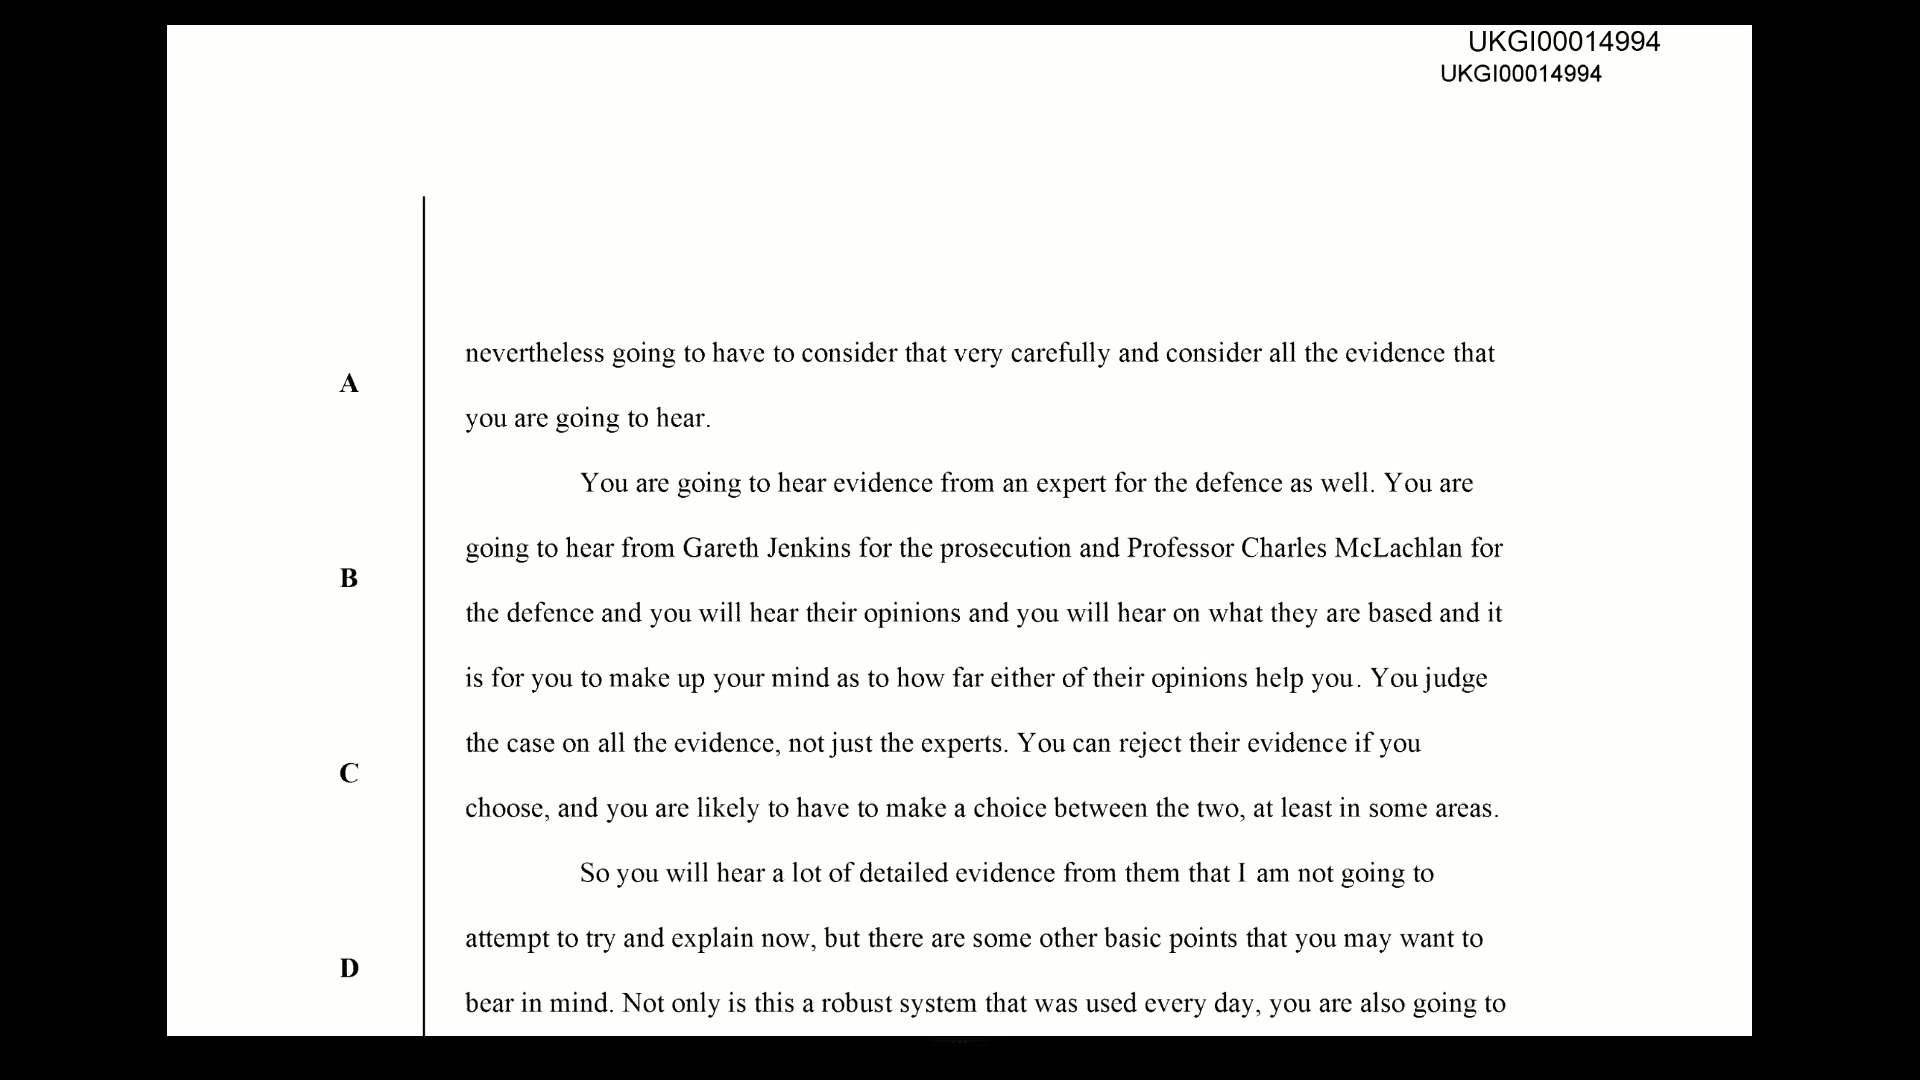 UKGI00014994
UKGI00014994
nevertheless going to have to consider that very carefully and consider all the evidence that
A
you are going to hear.
You are going to hear evidence from an expert for the defence as well. You are
going to hear from Gareth Jenkins for the prosecution and Professor Charles McLachlan for
B
the defence and you will hear their opinions and you will hear on what they are based and it
is for you to make up your mind as to how far either of their opinions help you. You judge
the case on all the evidence, not just the experts. You can reject their evidence if you
C
choose, and you are likely to have to make a choice between the two, at least in some areas.
So you will hear a lot of detailed evidence from them that I am not going to
attempt to try and explain now, but there are some other basic points that you may want to
D
bear in mind. Not only is this a robust system that was used every day, you are also going to